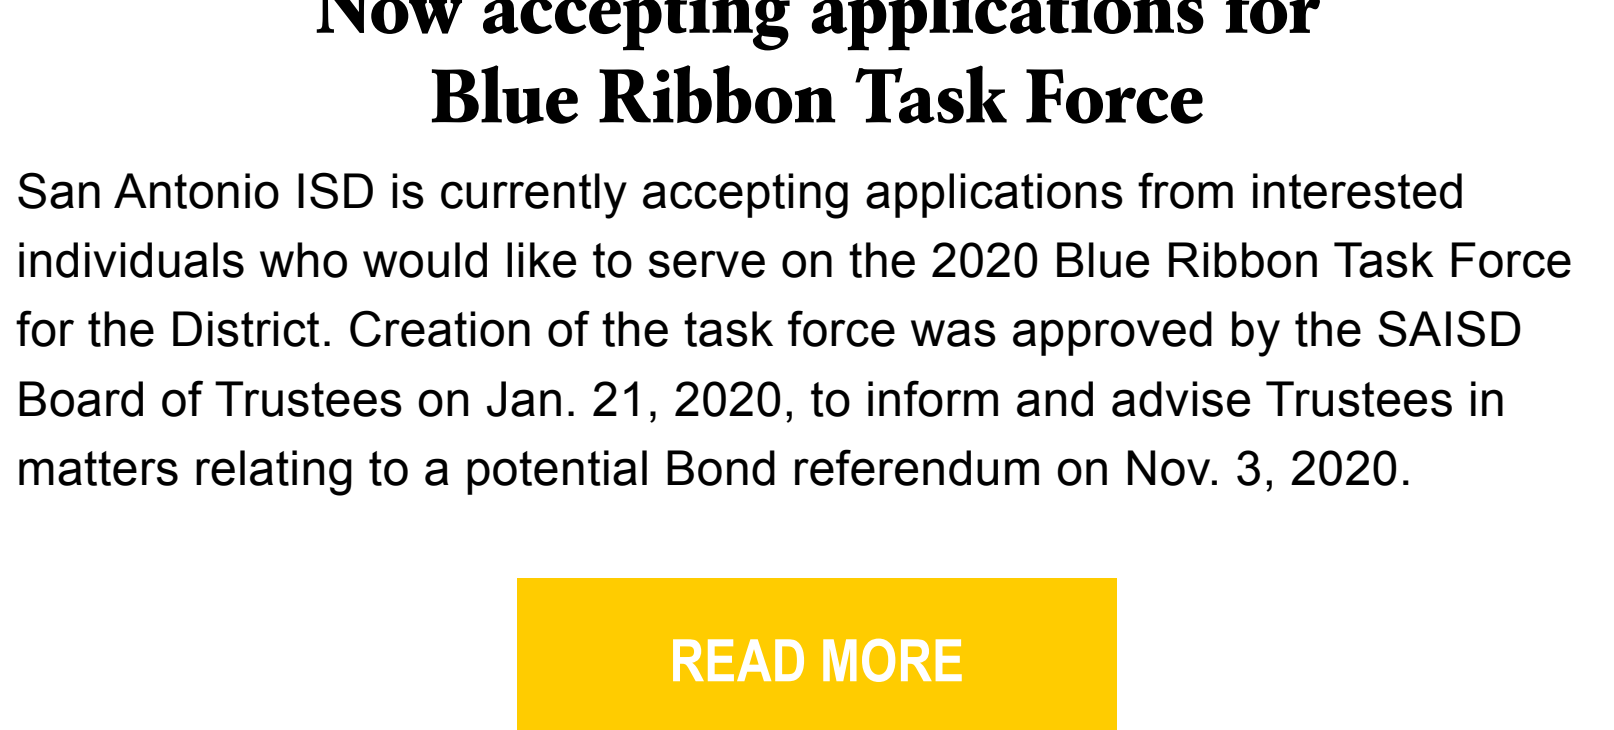 Now accepting applications for
Blue Ribbon Task Force
San Antonio ISD is currently accepting applications from interested
individuals who would like to serve on the 2020 Blue Ribbon Task Force
for the District. Creation of the task force was approved by the SAISD
Board of Trustees on Jan. 21, 2020, to inform and advise Trustees in
matters relating to a potential Bond referendum on Nov. 3, 2020.
READ MORE